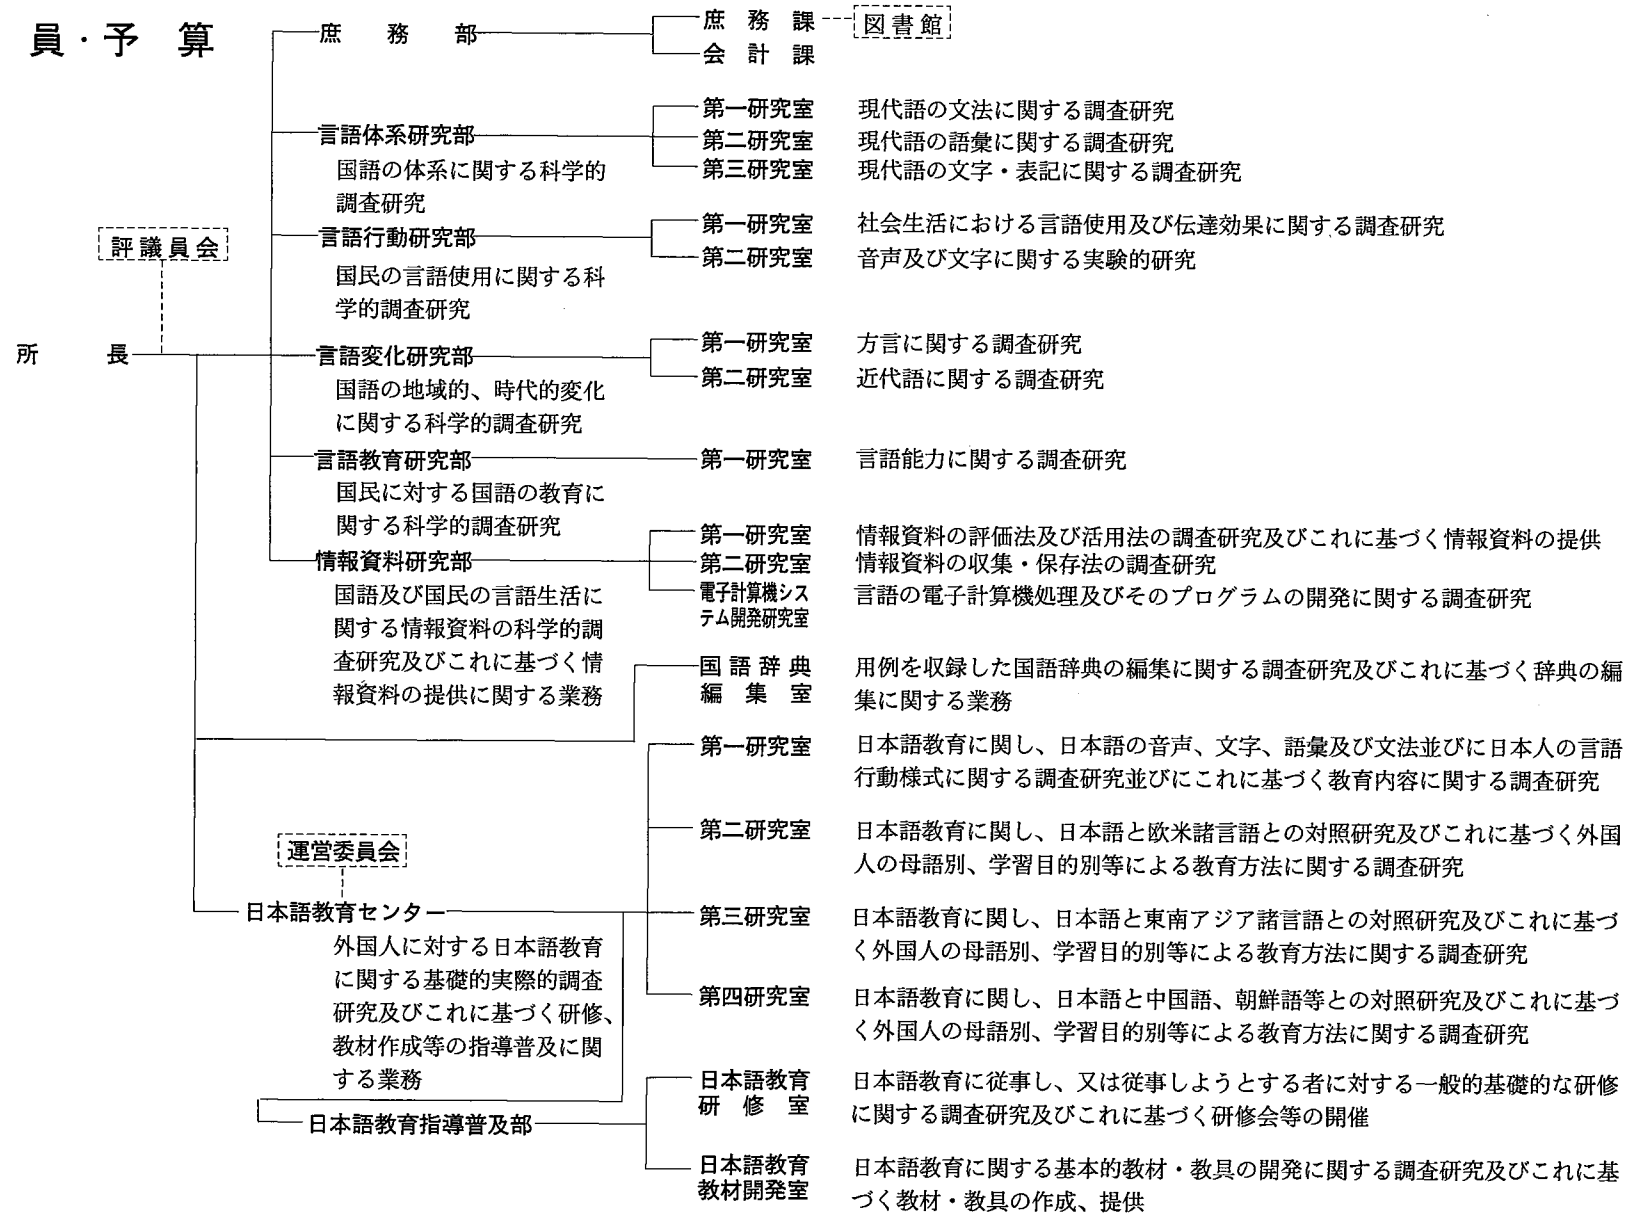 員・予算
庶務部
庶務課
図書館
会計課
言語体系研究部
国語の体系に関する科学的
調査研究
第一研究室 現代語の文法に関する調査研究
第二研究室 現代語の語彙に関する調査研究
第三研究室 現代語の文字・表記に関する調査研究
評議員会
言語行動研究部
国民の言語使用に関する科
学的調査研究
第一研究室 社会生活における言語使用及び伝達効果に関する調査研究
第二研究室 音声及び文字に関する実験的研究
所長
言語変化研究部
国語の地域的、時代的変化
に関する科学的調査研究
第一研究室 方言に関する調査研究
第二研究室 近代語に関する調査研究
言語教育研究部
国民に対する国語の教育に
関する科学的調査研究
第一研究室 言語能力に関する調査研究
情報資料研究部
国語及び国民の言語生活に
関する情報資料の科学的調
査研究及びこれに基づく情
報資料の提供に関する業務
第一研究室 情報資料の評価法及び活用法の調査研究及びこれに基づく情報資料の提供
第二研究室 情報資料の収集・保存法の調査研究
電子計算機シス
テム開発研究室
言語の電子計算機処理及びそのプログラムの開発に関する調査研究
国語辞典
編集室
用例を収録した国語辞典の編集に関する調査研究及びこれに基づく辞典の編
集に関する業務
運営委員会
日本語教育センター
外国人に対する日本語教育
に関する基礎的実際的調査
研究及びこれに基づく研修、
教材作成等の指導普及に関
する業務
第一研究室 日本語教育に関し、日本語の音声、文字、語彙及び文法並びに日本人の言語
行動様式に関する調査研究並びにこれに基づく教育内容に関する調査研究
第二研究室 日本語教育に関し、日本語と欧米諸言語との対照研究及びこれに基づく外国
人の母語別、学習目的別等による教育方法に関する調査研究
第三研究室 日本語教育に関し、日本語と東南アジア諸言語との対照研究及びこれに基づ
く外国人の母語別、学習目的別等による教育方法に関する調査研究
第四研究室 日本語教育に関し、日本語と中国語、朝鮮語等との対照研究及びこれに基づ
く外国人の母語別、学習目的別等による教育方法に関する調査研究
日本語教育指導普及部
日本語教育
研修室
日本語教育に従事し、又は従事しようとする者に対する一般的基礎的な研修
に関する調査研究及びこれに基づく研修会等の開催
日本語教育
教材開発室
日本語教育に関する基本的教材・教具の開発に関する調査研究及びこれに基
づく教材・教具の作成、提供